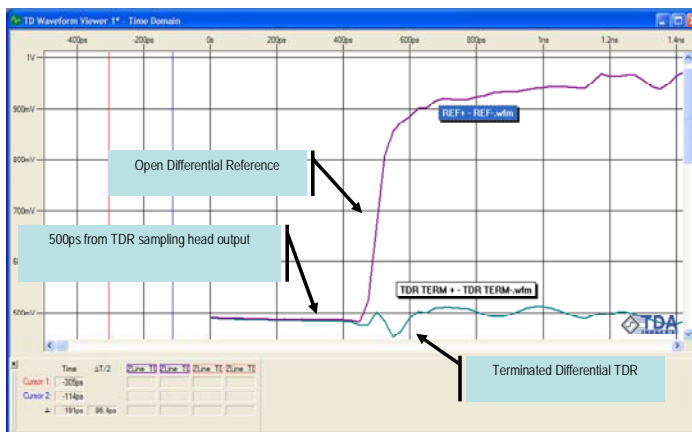 TD Waveform Viewer 1* - Time Domain
-400ps -200ps 0s 200ps 400ps 600ps 800ps 1ns 1.2ns 1.4ns
1V
900mV
REF+ - REF-.wfm
800mV
Open Differential Reference
700mV
500ps from TDR sampling head output
TDR TERM + - TDR TERM-.wfm
500mV
TDA
Terminated Differential TDR
Time ΔT/2
Cursor 1: -305ps
Cursor 2: -114ps
191ps 95.4ps